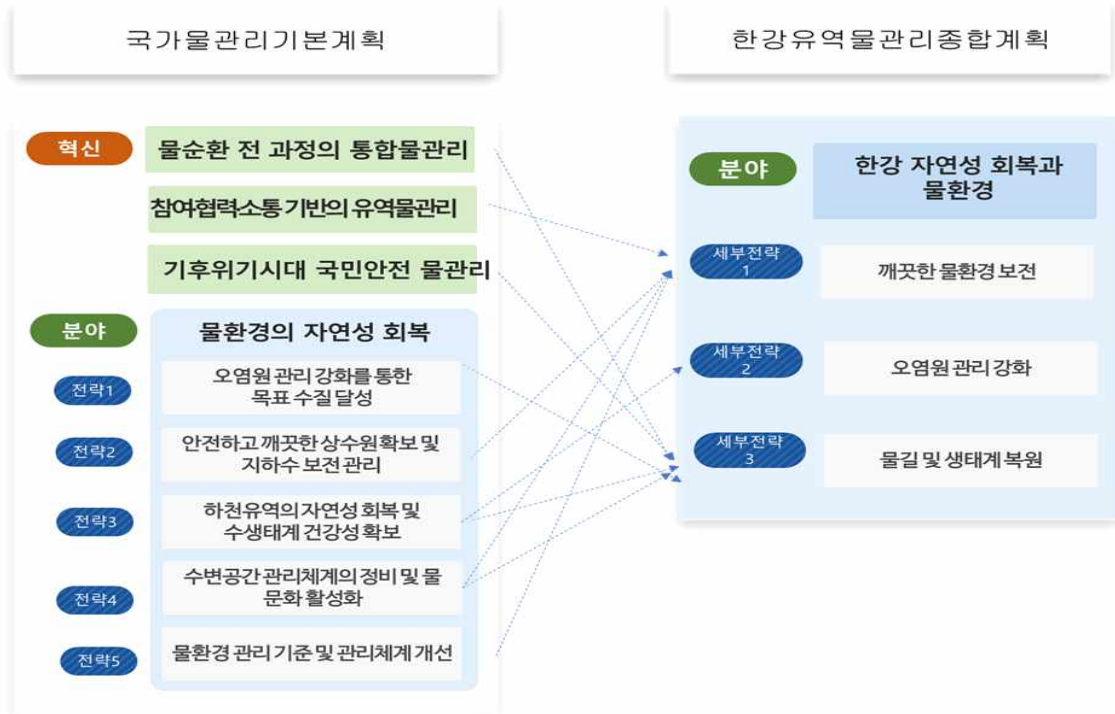 국가물관리기본계획
한강유역물관리종합계획
혁신
물순환 전 과정의 통합물관리
참여·협력·소통 기반의 유역물관리
기후위기시대 국민안전 물관리
분야
물환경의 자연성 회복
전략1
오염원 관리 강화를 통한
목표 수질 달성
전략2
안전하고 깨끗한 상수원 확보 및
지하수 보전 관리
전략3
하천유역의 자연성 회복 및
수생태계 건강성 확보
전략4
수변공간 관리체계의 정비 및 물
문화 활성화
전략5
물환경 관리 기준 및 관리체계 개선
분야
한강 자연성 회복과
물환경
세부전략
1
깨끗한 물환경 보전
세부전략
2
오염원 관리 강화
세부전략
3
물길 및 생태계 복원